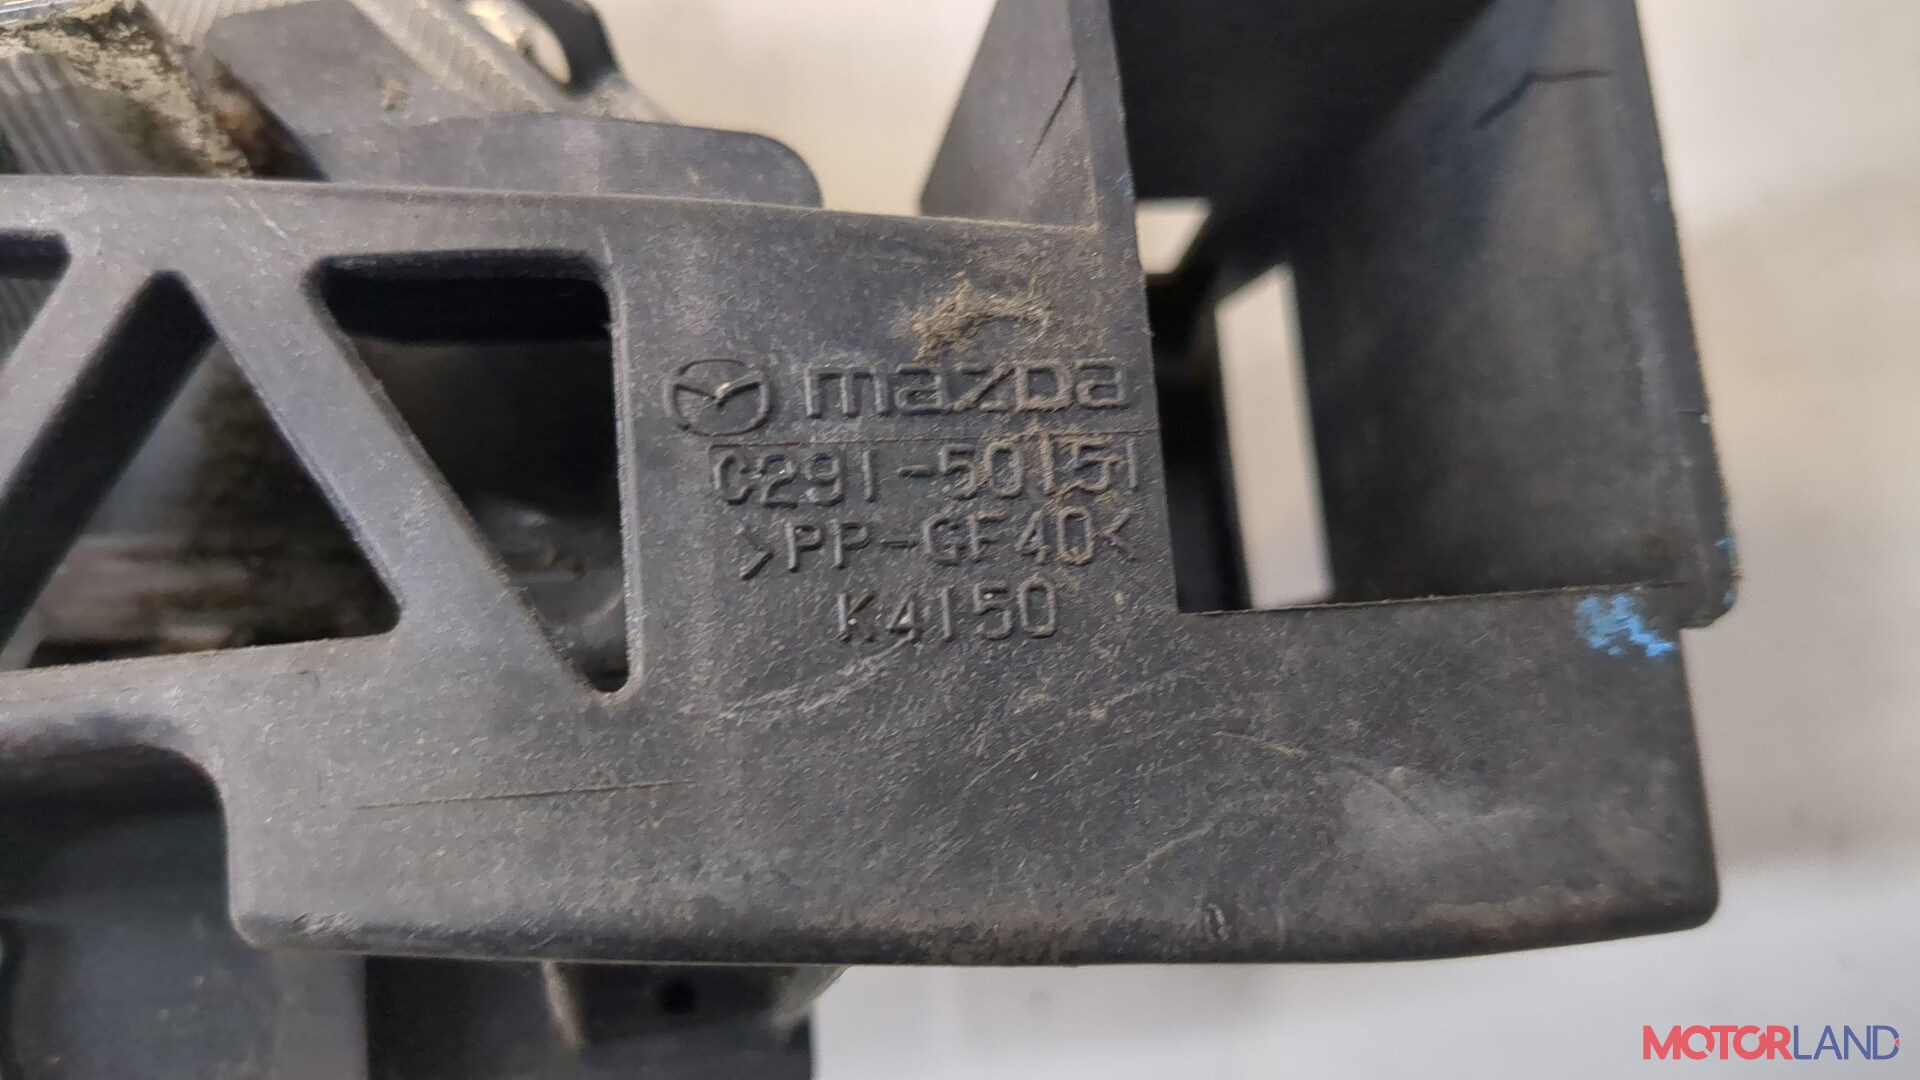 mazda
C291-50151
>PP-GF40<
K4150
MOTORLAND